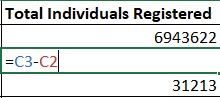 Total Individuals Registered
6943622
=C3-C2
31213